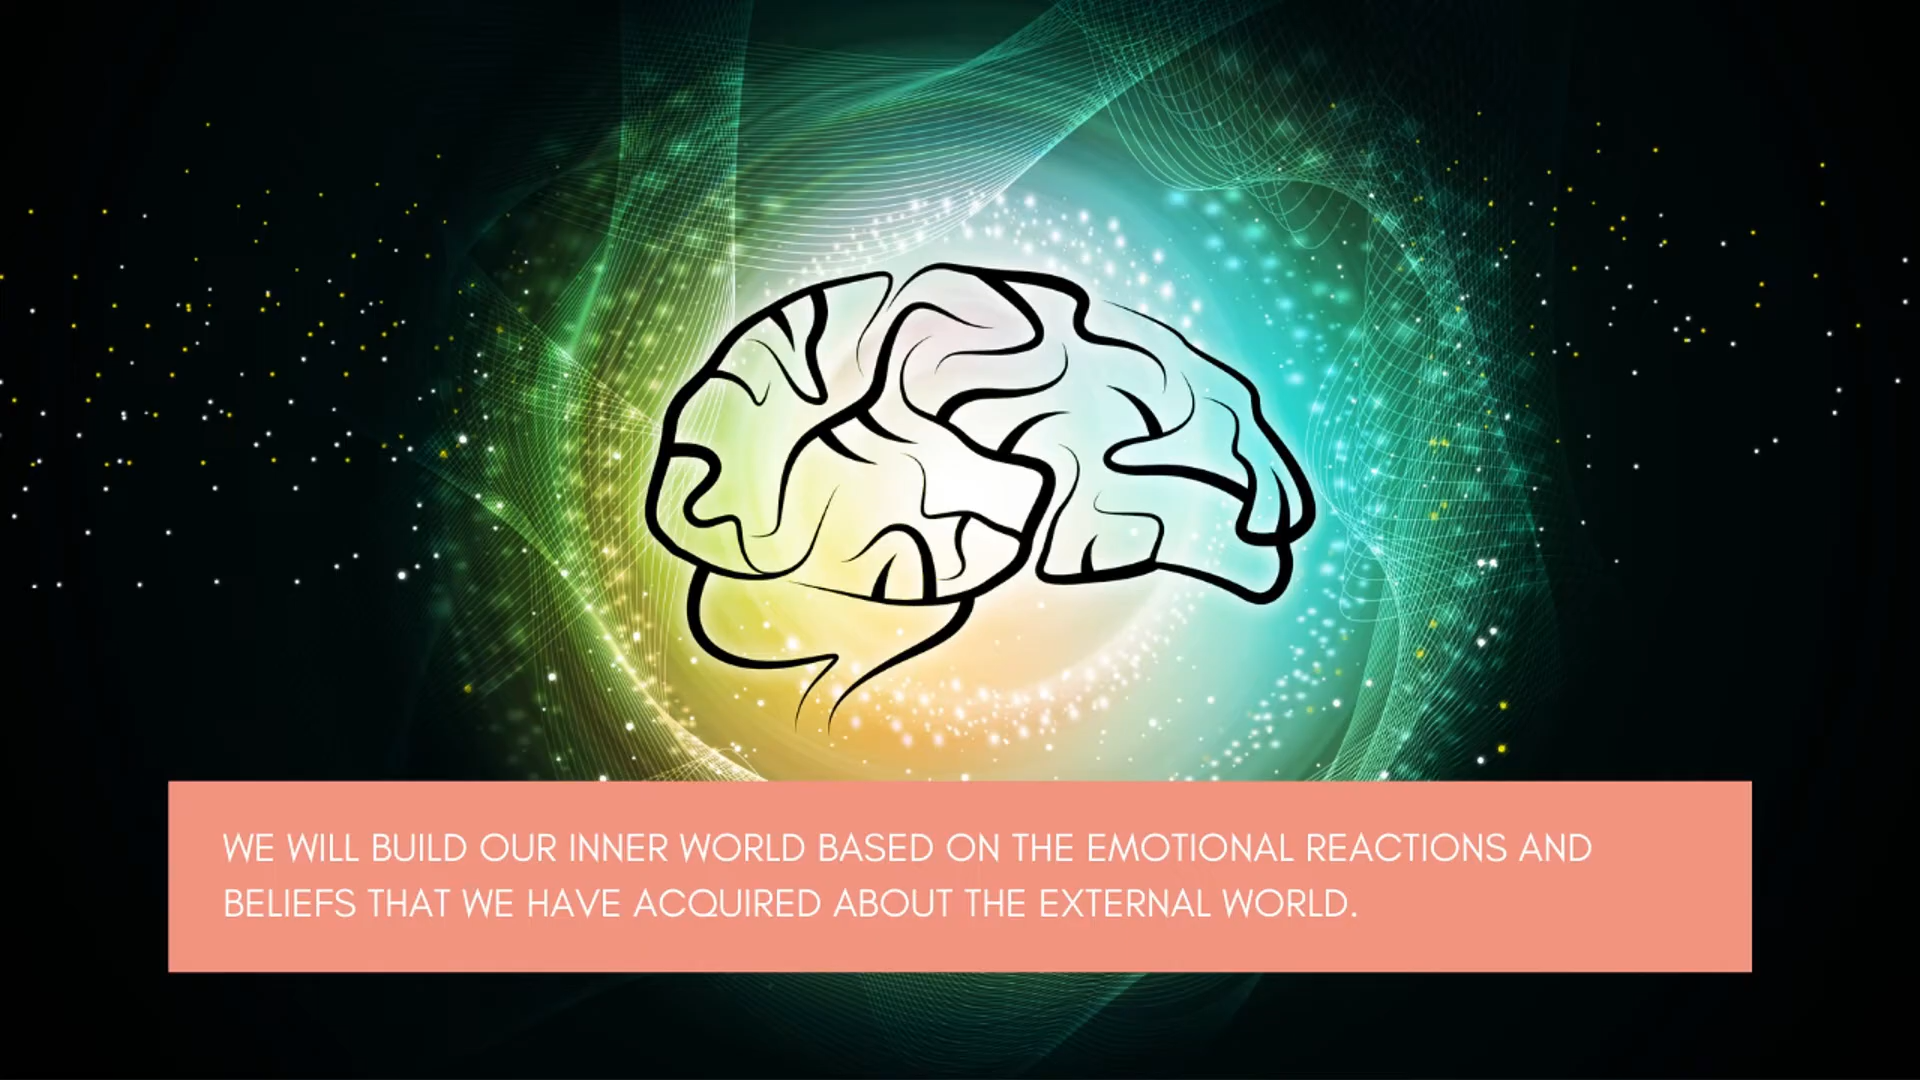 WE WILL BUILD OUR INNER WORLD BASED ON THE EMOTIONAL REACTIONS AND
BELIEFS THAT WE HAVE ACQUIRED ABOUT THE EXTERNAL WORLD.